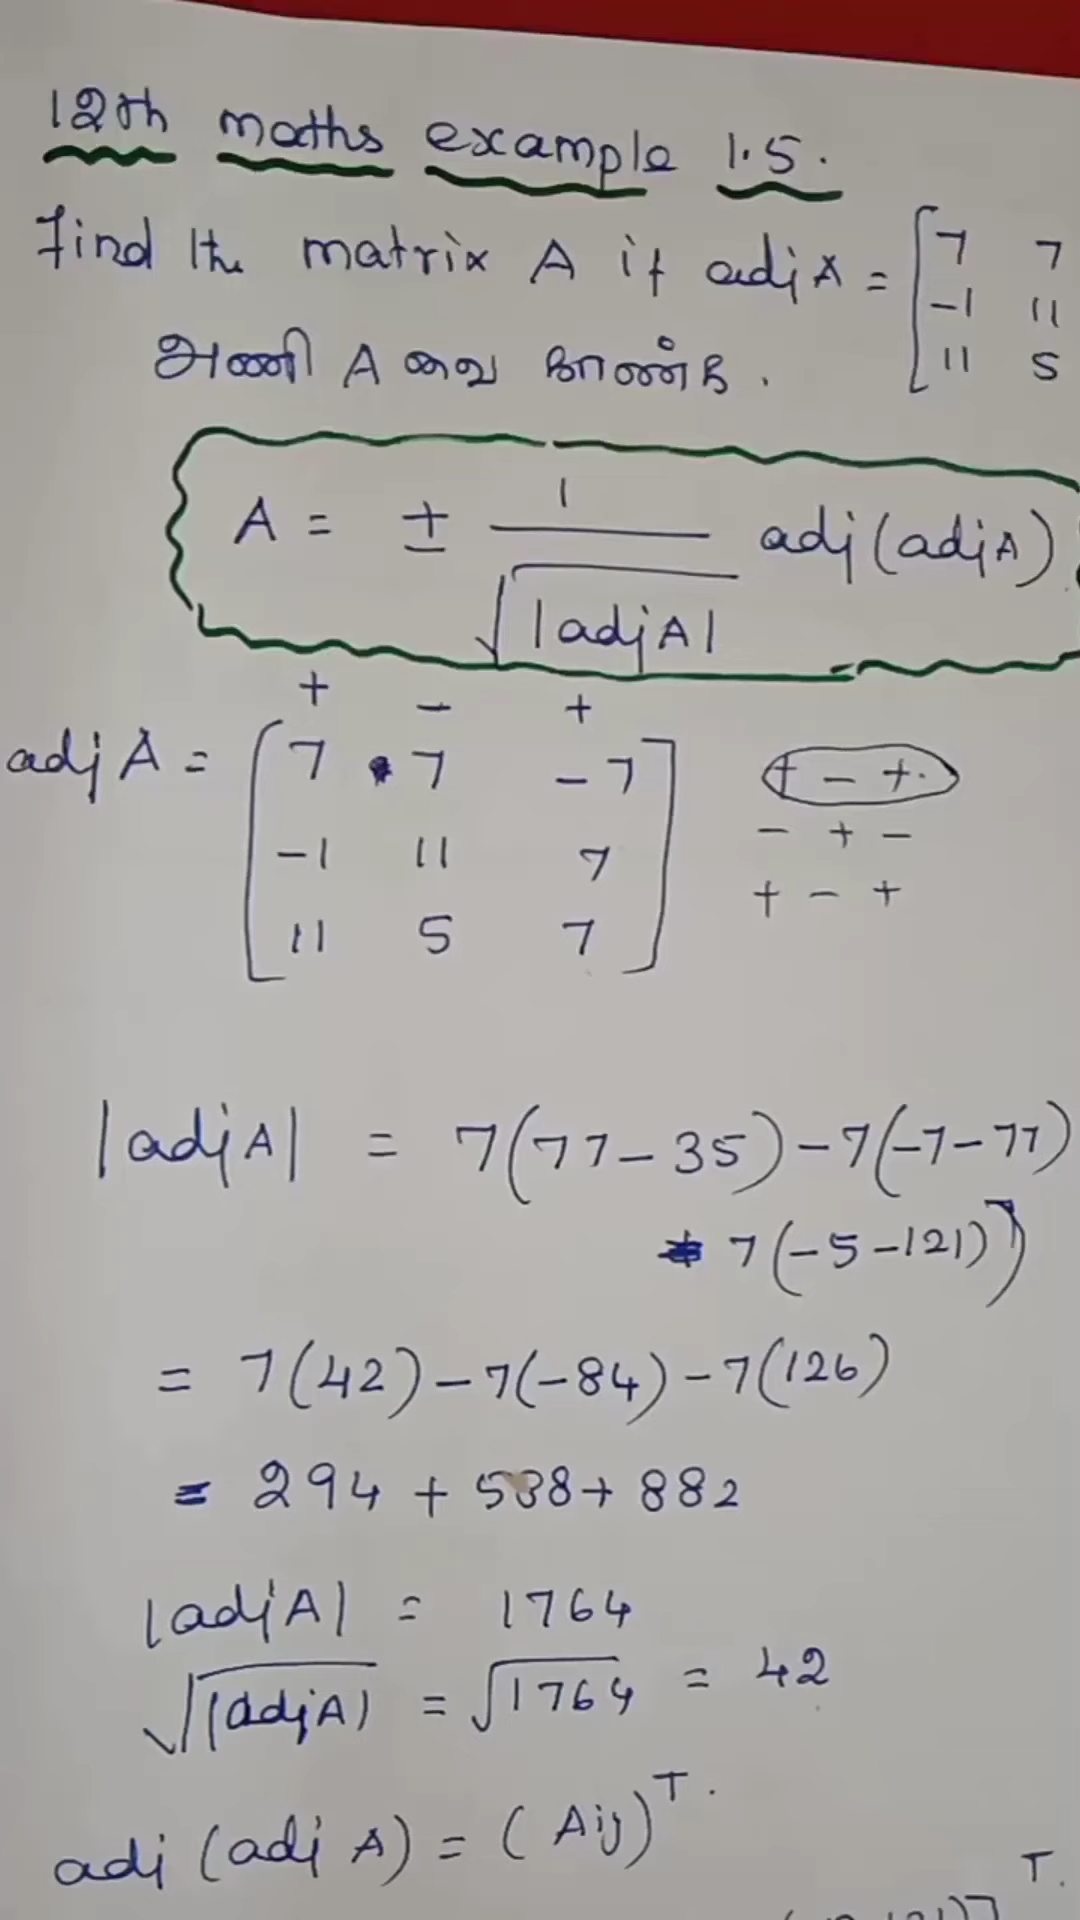 12th maths example 1.5.
Find the matrix A if adj A = [ 7 7
-1 11
11 5
அணி A வை காண்க.
A = ± 1 / √|adj A| adj (adj A)
+ - +
adj A = [ 7 7 -7 ] + - +.
-1 11 7 - + -
11 5 7 + - +
|adj A| = 7(77-35) - 7(-7-77)
7(-5-121))
= 7(42) - 7(-84) - 7(126)
= 294 + 588 + 882
|adj A| = 1764
√|adj A| = √1764 = 42
adj (adj A) = (Aij)ᵀ.
T.